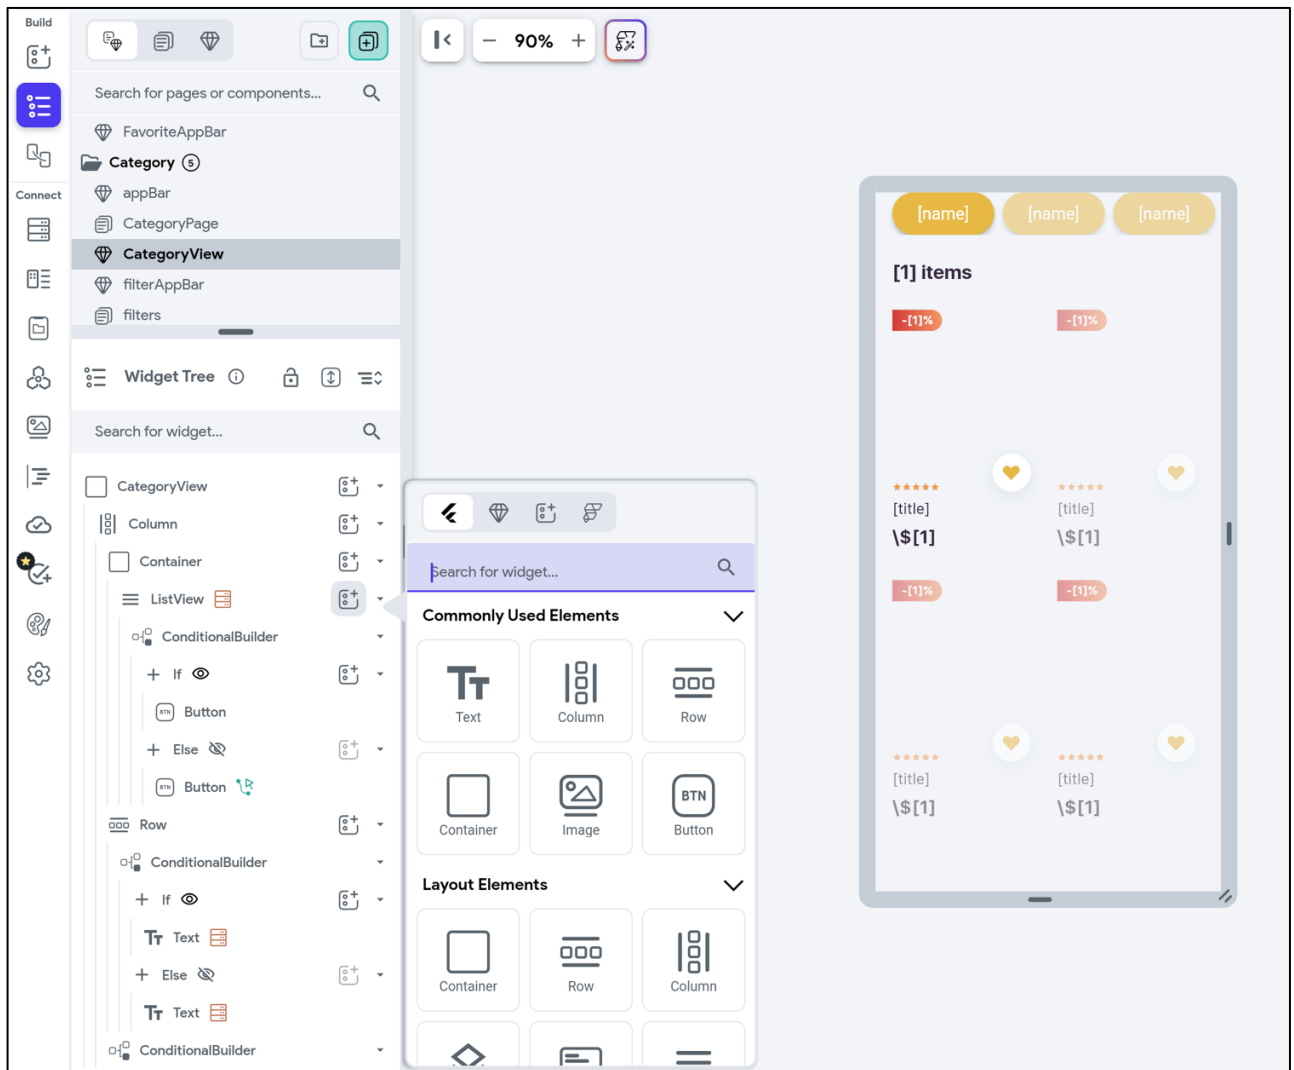 Build
90%
Search for pages or components...
FavoriteAppBar
Category 5
appBar
Connect
CategoryPage
CategoryView
filterAppBar
filters
Widget Tree
Search for widget...
CategoryView
Column
Container
ListView
ConditionalBuilder
If
Button
Else
Button
Row
ConditionalBuilder
If
Text
Else
Text
ConditionalBuilder
Search for widget...
Commonly Used Elements
Text
Column
Row
Container
Image
BTN
Button
Layout Elements
Container
Row
Column
[name] [name] [name]
[1] items
-[1]% -[1]%
[title] [title]
\$[1] \$[1]
-[1]% -[1]%
[title] [title]
\$[1] \$[1]